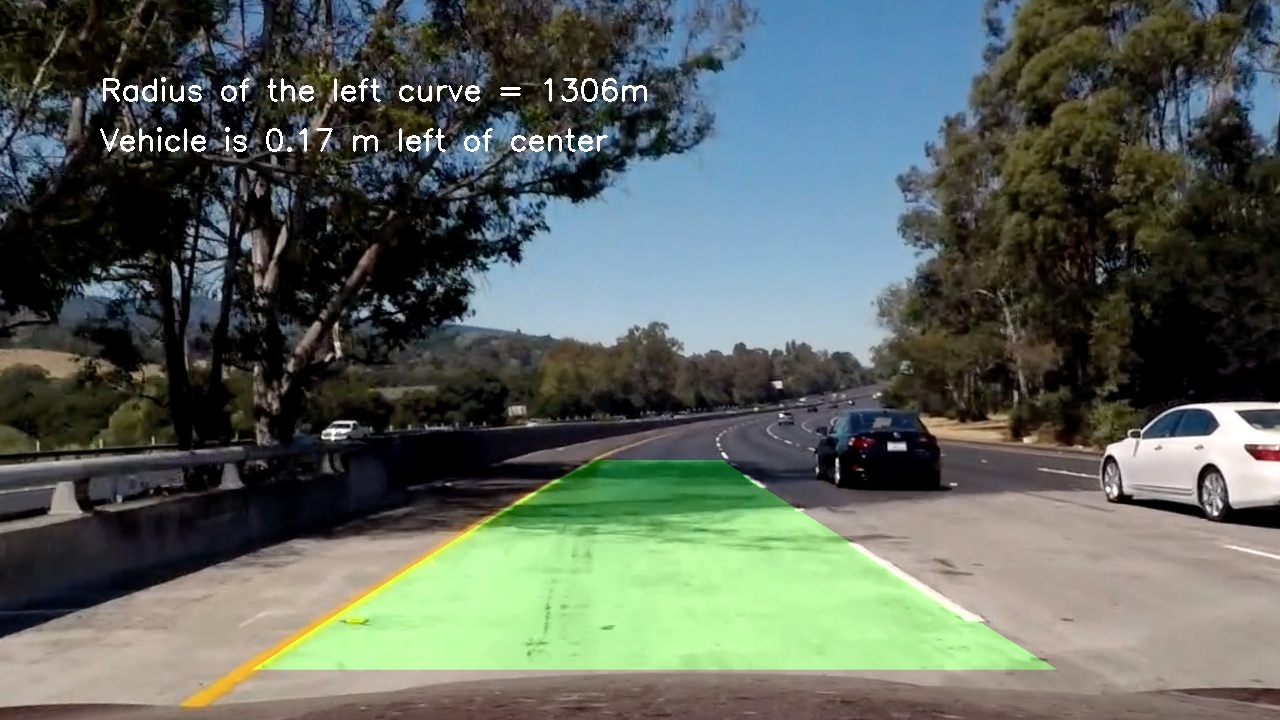 Radius of the left curve = 1306m
Vehicle is 0.17 m left of center